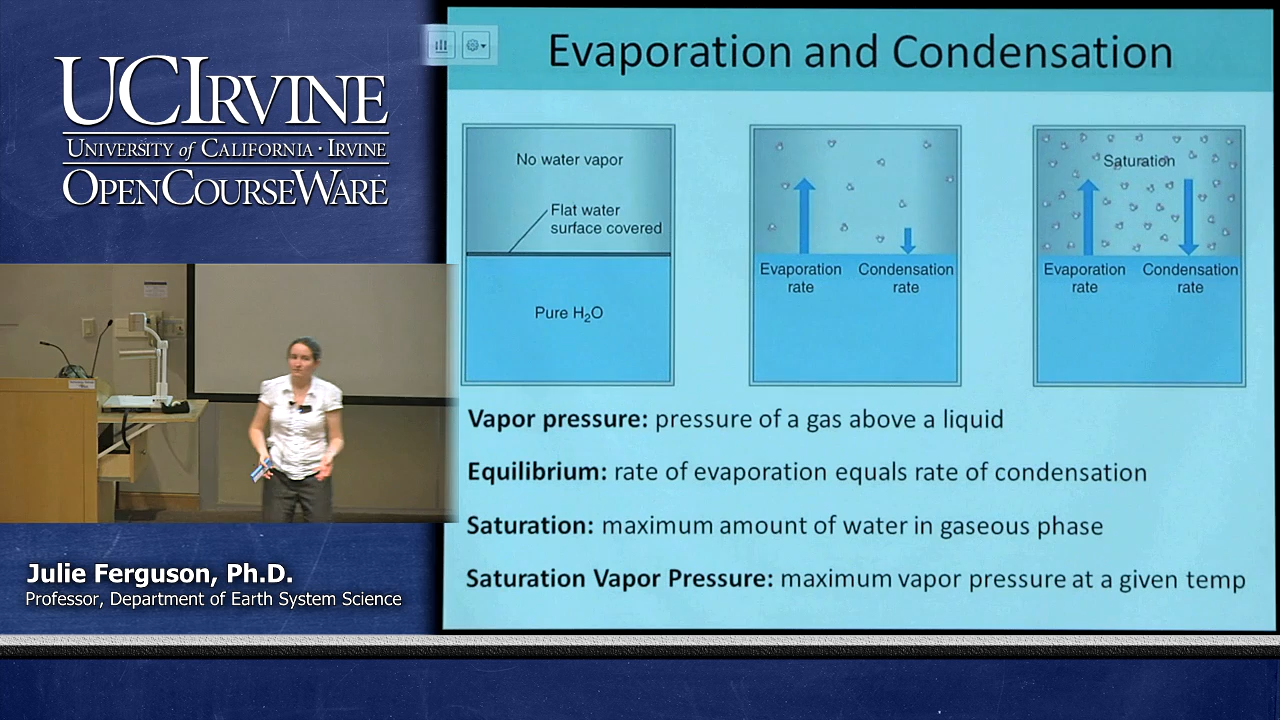 UCIRVINE
UNIVERSITY of CALIFORNIA · IRVINE
OPENCOURSEWARE
Julie Ferguson, Ph.D.
Professor, Department of Earth System Science
Evaporation and Condensation
No water vapor
Flat water
surface covered
Pure H₂O
Evaporation
rate
Condensation
rate
Saturation
Evaporation
rate
Condensation
rate
Vapor pressure: pressure of a gas above a liquid
Equilibrium: rate of evaporation equals rate of condensation
Saturation: maximum amount of water in gaseous phase
Saturation Vapor Pressure: maximum vapor pressure at a given temp